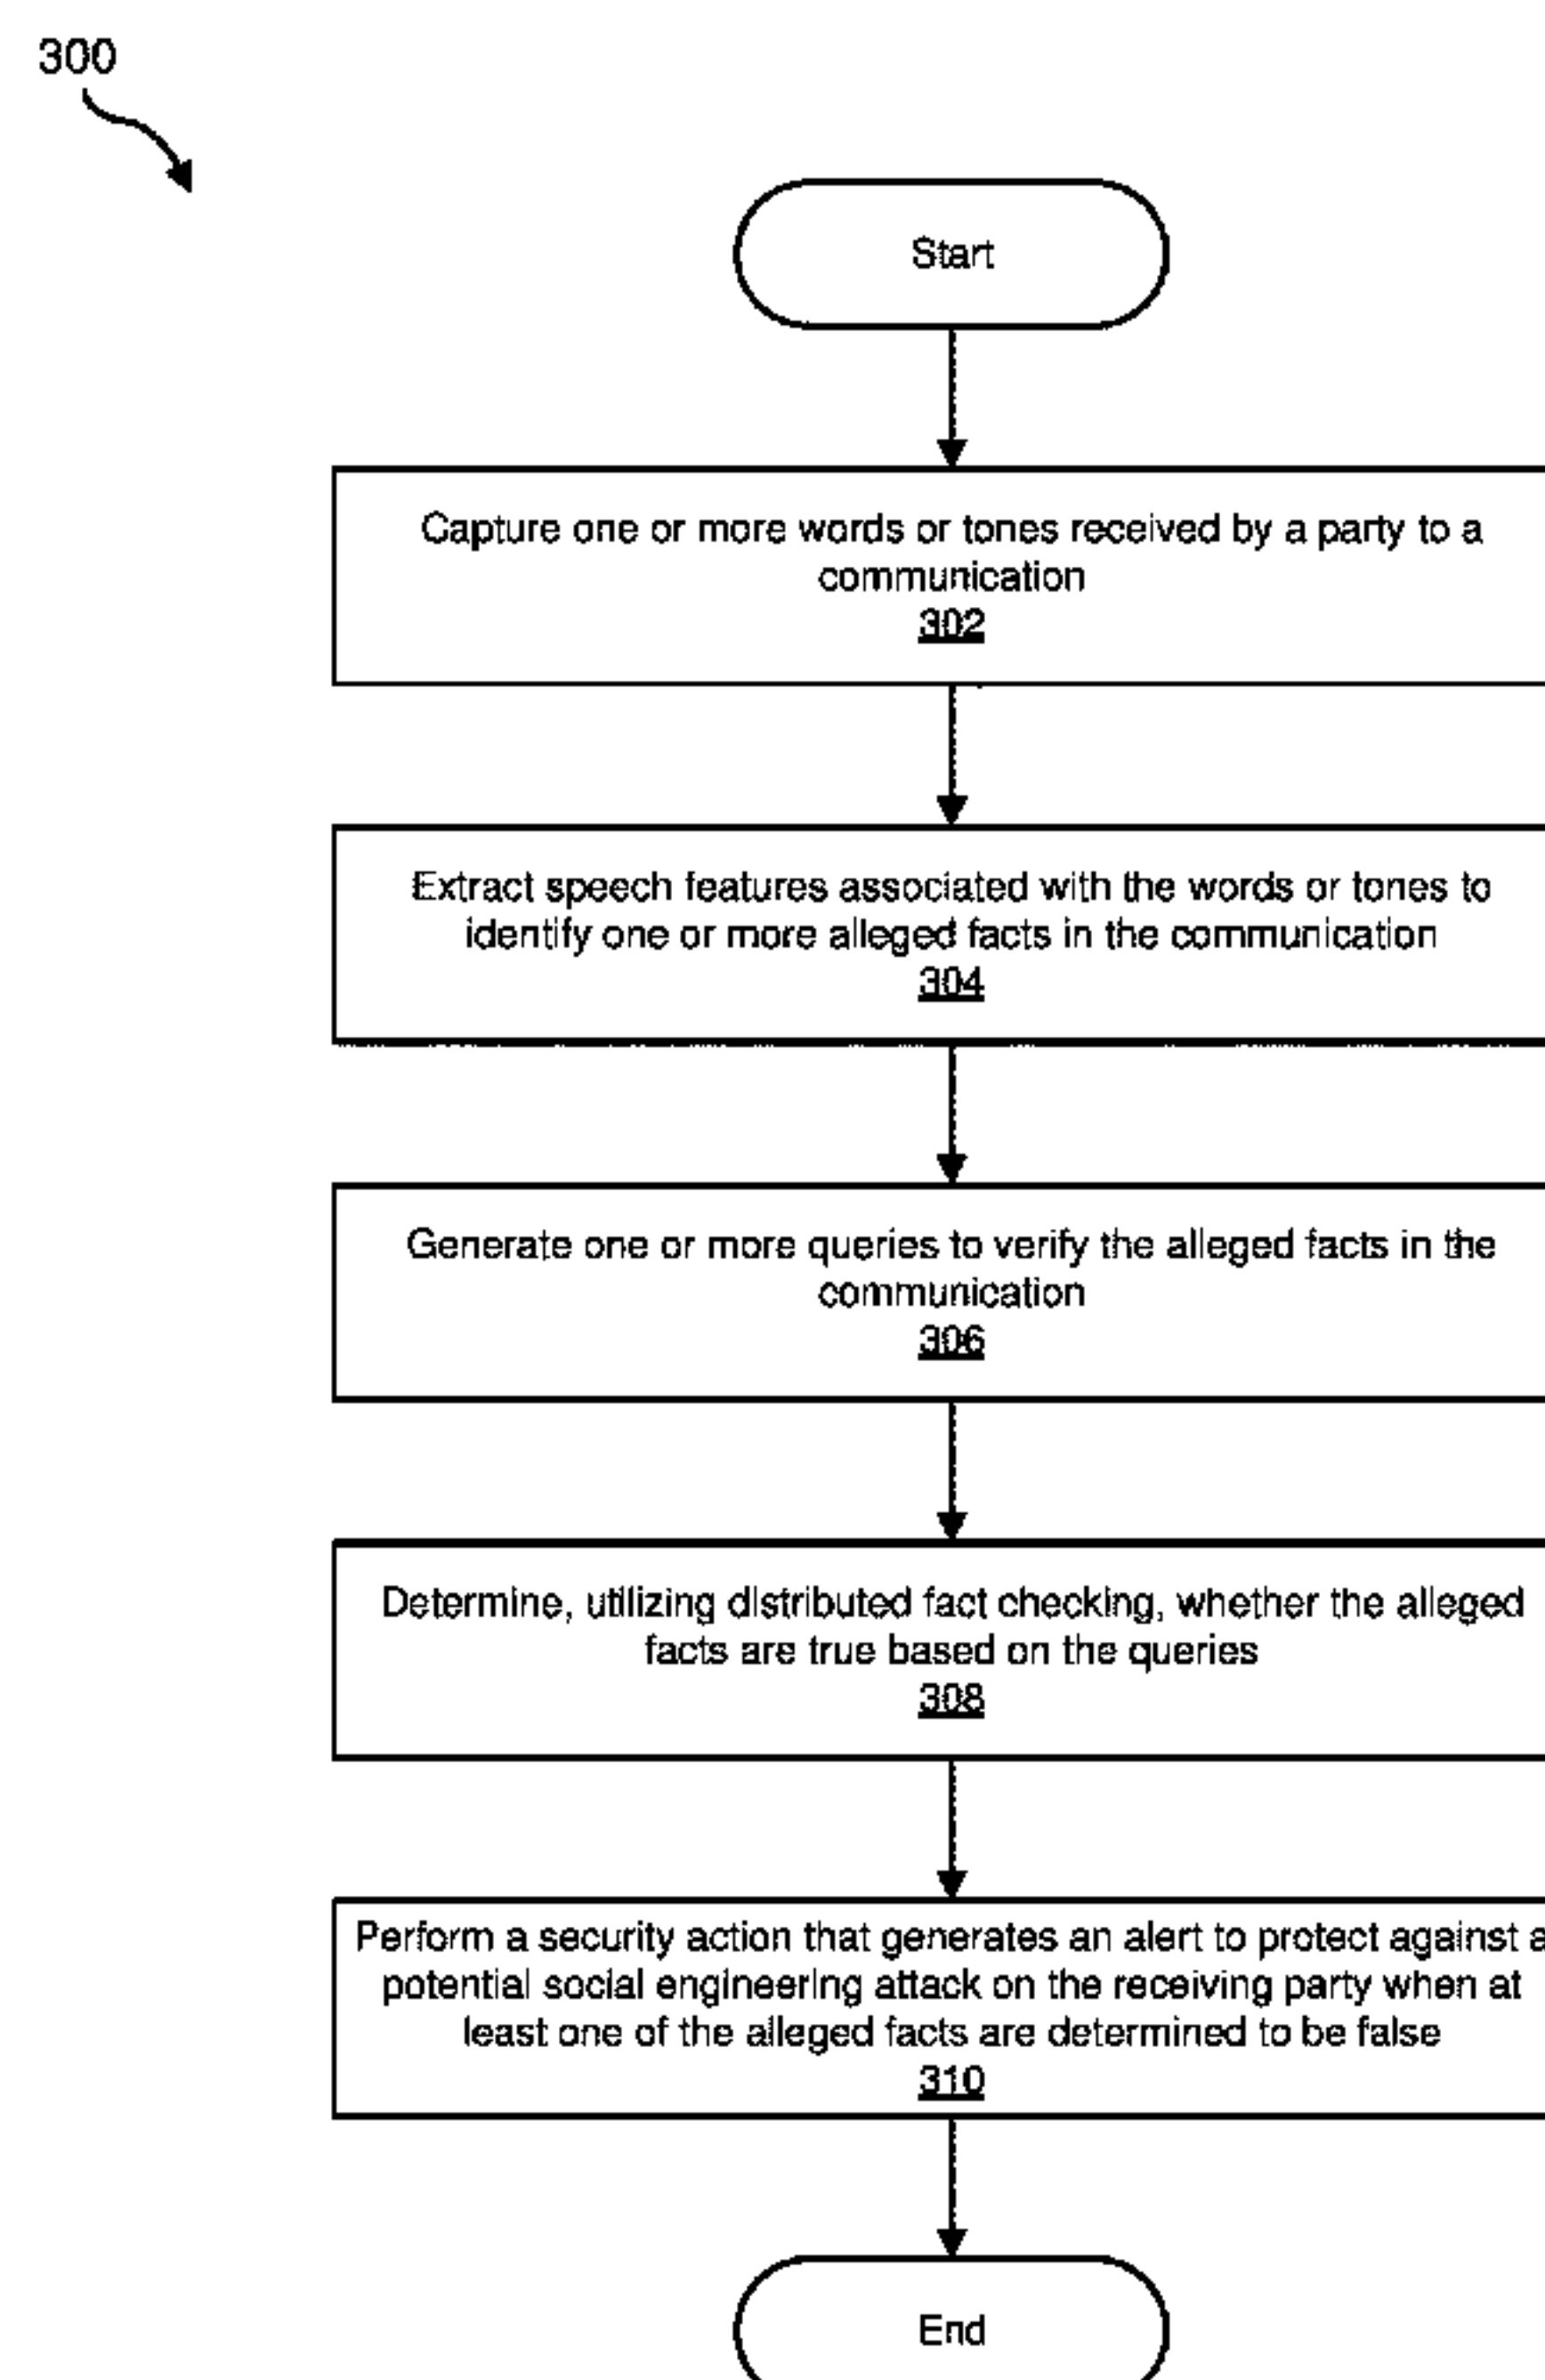 300
Start
Capture one or more words or tones received by a party to a
communication
302
Extract speech features associated with the words or tones to
identify one or more alleged facts in the communication
304
Generate one or more queries to verify the alleged facts in the
communication
306
Determine, utilizing distributed fact checking, whether the alleged
facts are true based on the queries
308
Perform a security action that generates an alert to protect against a
potential social engineering attack on the receiving party when at
least one of the alleged facts are determined to be false
310
End